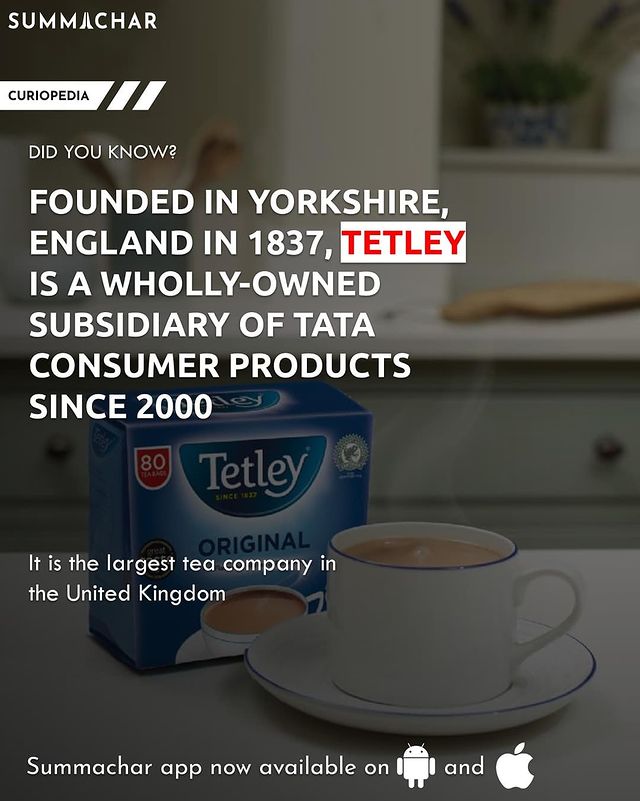 SUMMACHAR
CURIOPEDIA
DID YOU KNOW?
FOUNDED IN YORKSHIRE,
ENGLAND IN 1837, TETLEY
IS A WHOLLY-OWNED
SUBSIDIARY OF TATA
CONSUMER PRODUCTS
SINCE 2000
80
TEA BAGS
Tetley
SINCE 1837
ORIGINAL
It is the largest tea company in
the United Kingdom
Summachar app now available on and